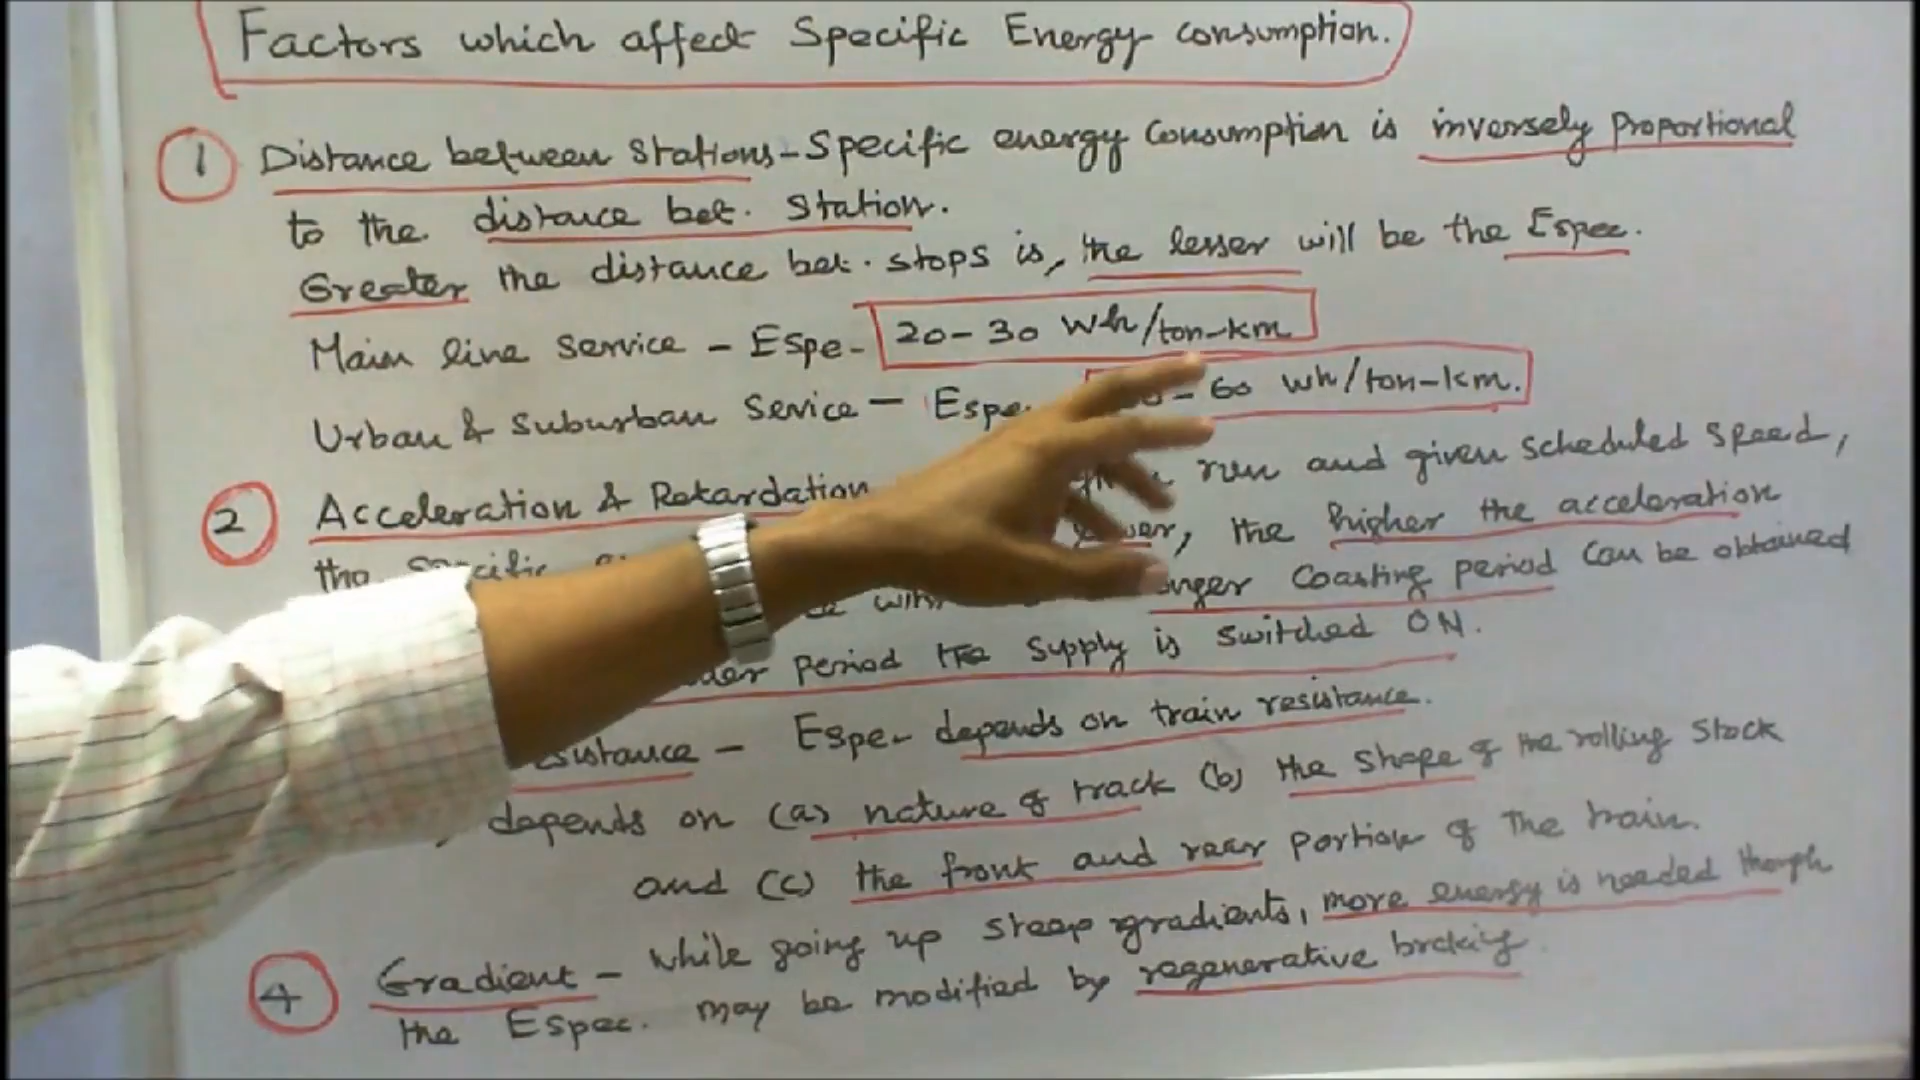 Factors which affect Specific Energy consumption.
1 Distance between Stations - Specific energy Consumption is inversely proportional
to the distance bet. Station.
Greater the distance bet. stops is, the lesser will be the Espec.
Main line Service - Espe- 20-30 Wh/ton-km
Urban & Suburban Service - Espe. 60 Wh/ton-km.
2 Acceleration & Retardation run and given Scheduled Speed,
the specific the higher the acceleration
Coasting period can be obtained
period the supply is switched ON.
Espe- depends on train resistance.
depends on (a) nature of track (b) the shape of the rolling stock
and (c) the front and rear portion of the train.
4 Gradient - While going up steep gradients, more energy is needed though
the Espec. may be modified by regenerative braking.